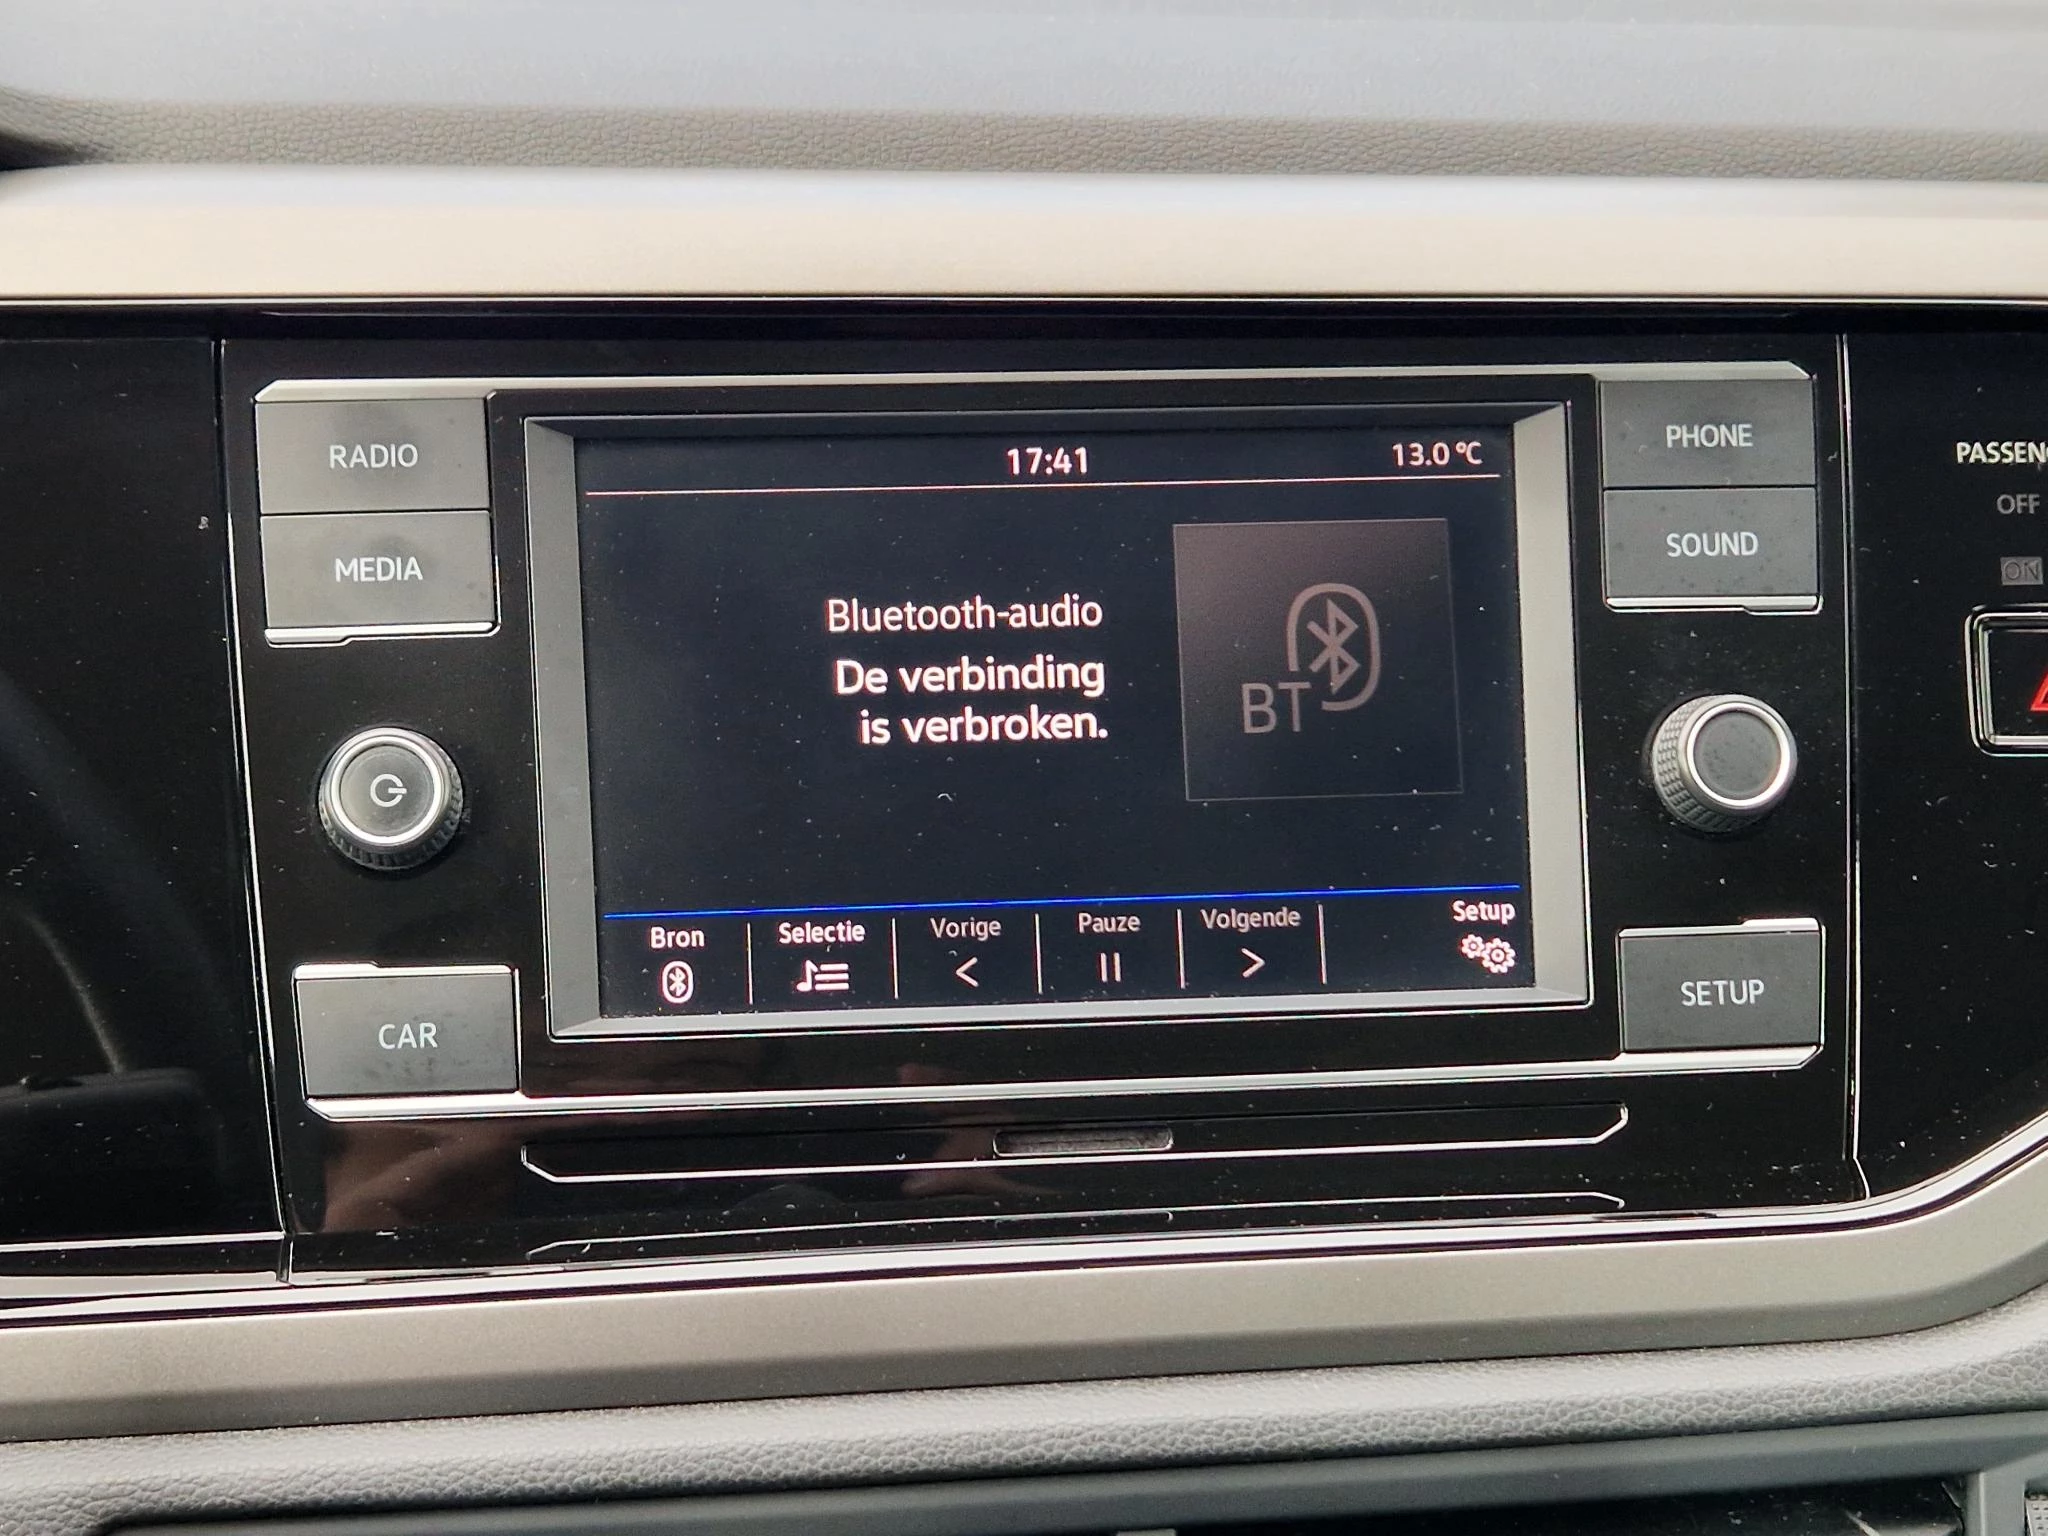 RADIO
MEDIA
CAR
17:41
13.0 °C
Bluetooth-audio
De verbinding
is verbroken.
BT
Bron
Selectie
Vorige
Pauze
Volgende
Setup
PHONE
SOUND
SETUP
OFF
ON